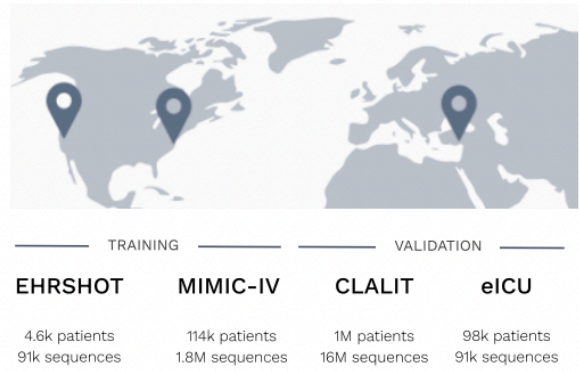 TRAINING VALIDATION
EHRSHOT MIMIC-IV CLALIT eICU
4.6k patients 114k patients 1M patients 98k patients
91k sequences 1.8M sequences 16M sequences 91k sequences